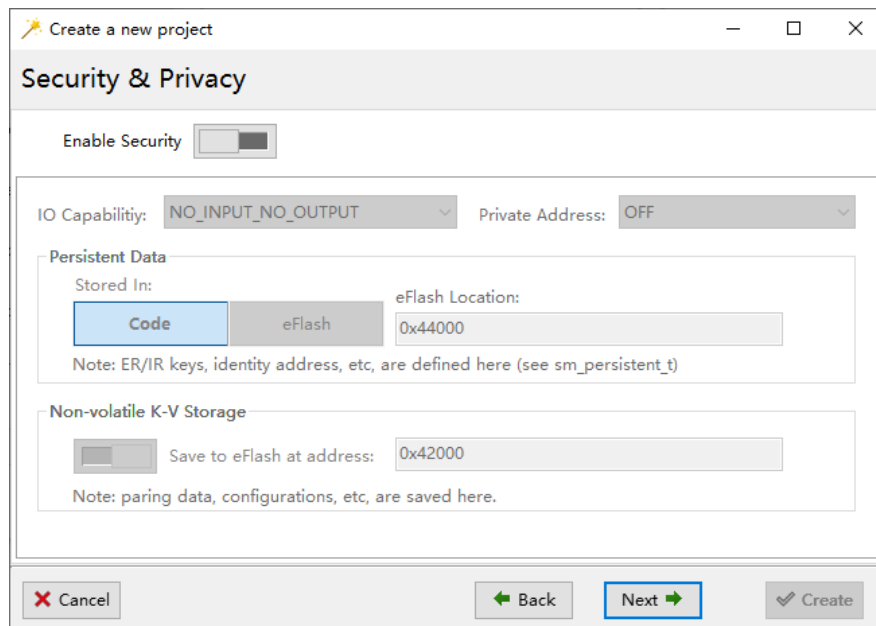 Create a new project
Security & Privacy
Enable Security
IO Capabilitiy: NO_INPUT_NO_OUTPUT Private Address: OFF
Persistent Data
Stored In:
eFlash Location:
Code eFlash 0x44000
Note: ER/IR keys, identity address, etc, are defined here (see sm_persistent_t)
Non-volatile K-V Storage
Save to eFlash at address: 0x42000
Note: paring data, configurations, etc, are saved here.
Cancel Back Next Create